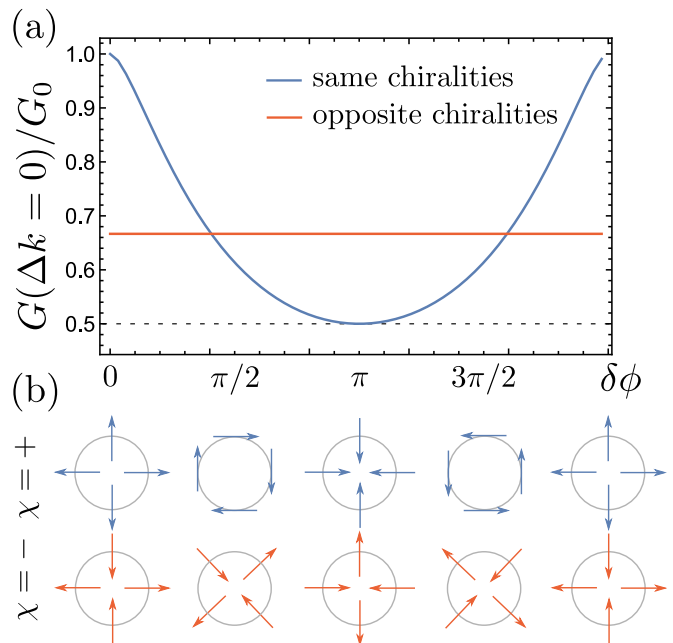 (a)
G(Δk = 0)/G₀
1.0
0.9
0.8
0.7
0.6
0.5
same chiralities
opposite chiralities
0 π/2 π 3π/2 δϕ
(b)
χ = +
χ = −